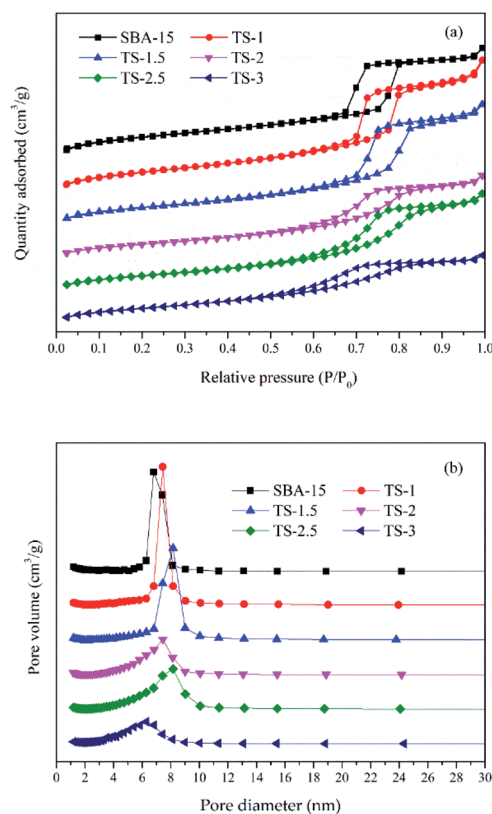 (a)
SBA-15 TS-1
TS-1.5 TS-2
TS-2.5 TS-3
Quantity adsorbed (cm³/g)
0.0 0.1 0.2 0.3 0.4 0.5 0.6 0.7 0.8 0.9 1.0
Relative pressure (P/P₀)
(b)
SBA-15 TS-1
TS-1.5 TS-2
TS-2.5 TS-3
Pore volume (cm³/g)
0 2 4 6 8 10 12 14 16 18 20 22 24 26 28 30
Pore diameter (nm)